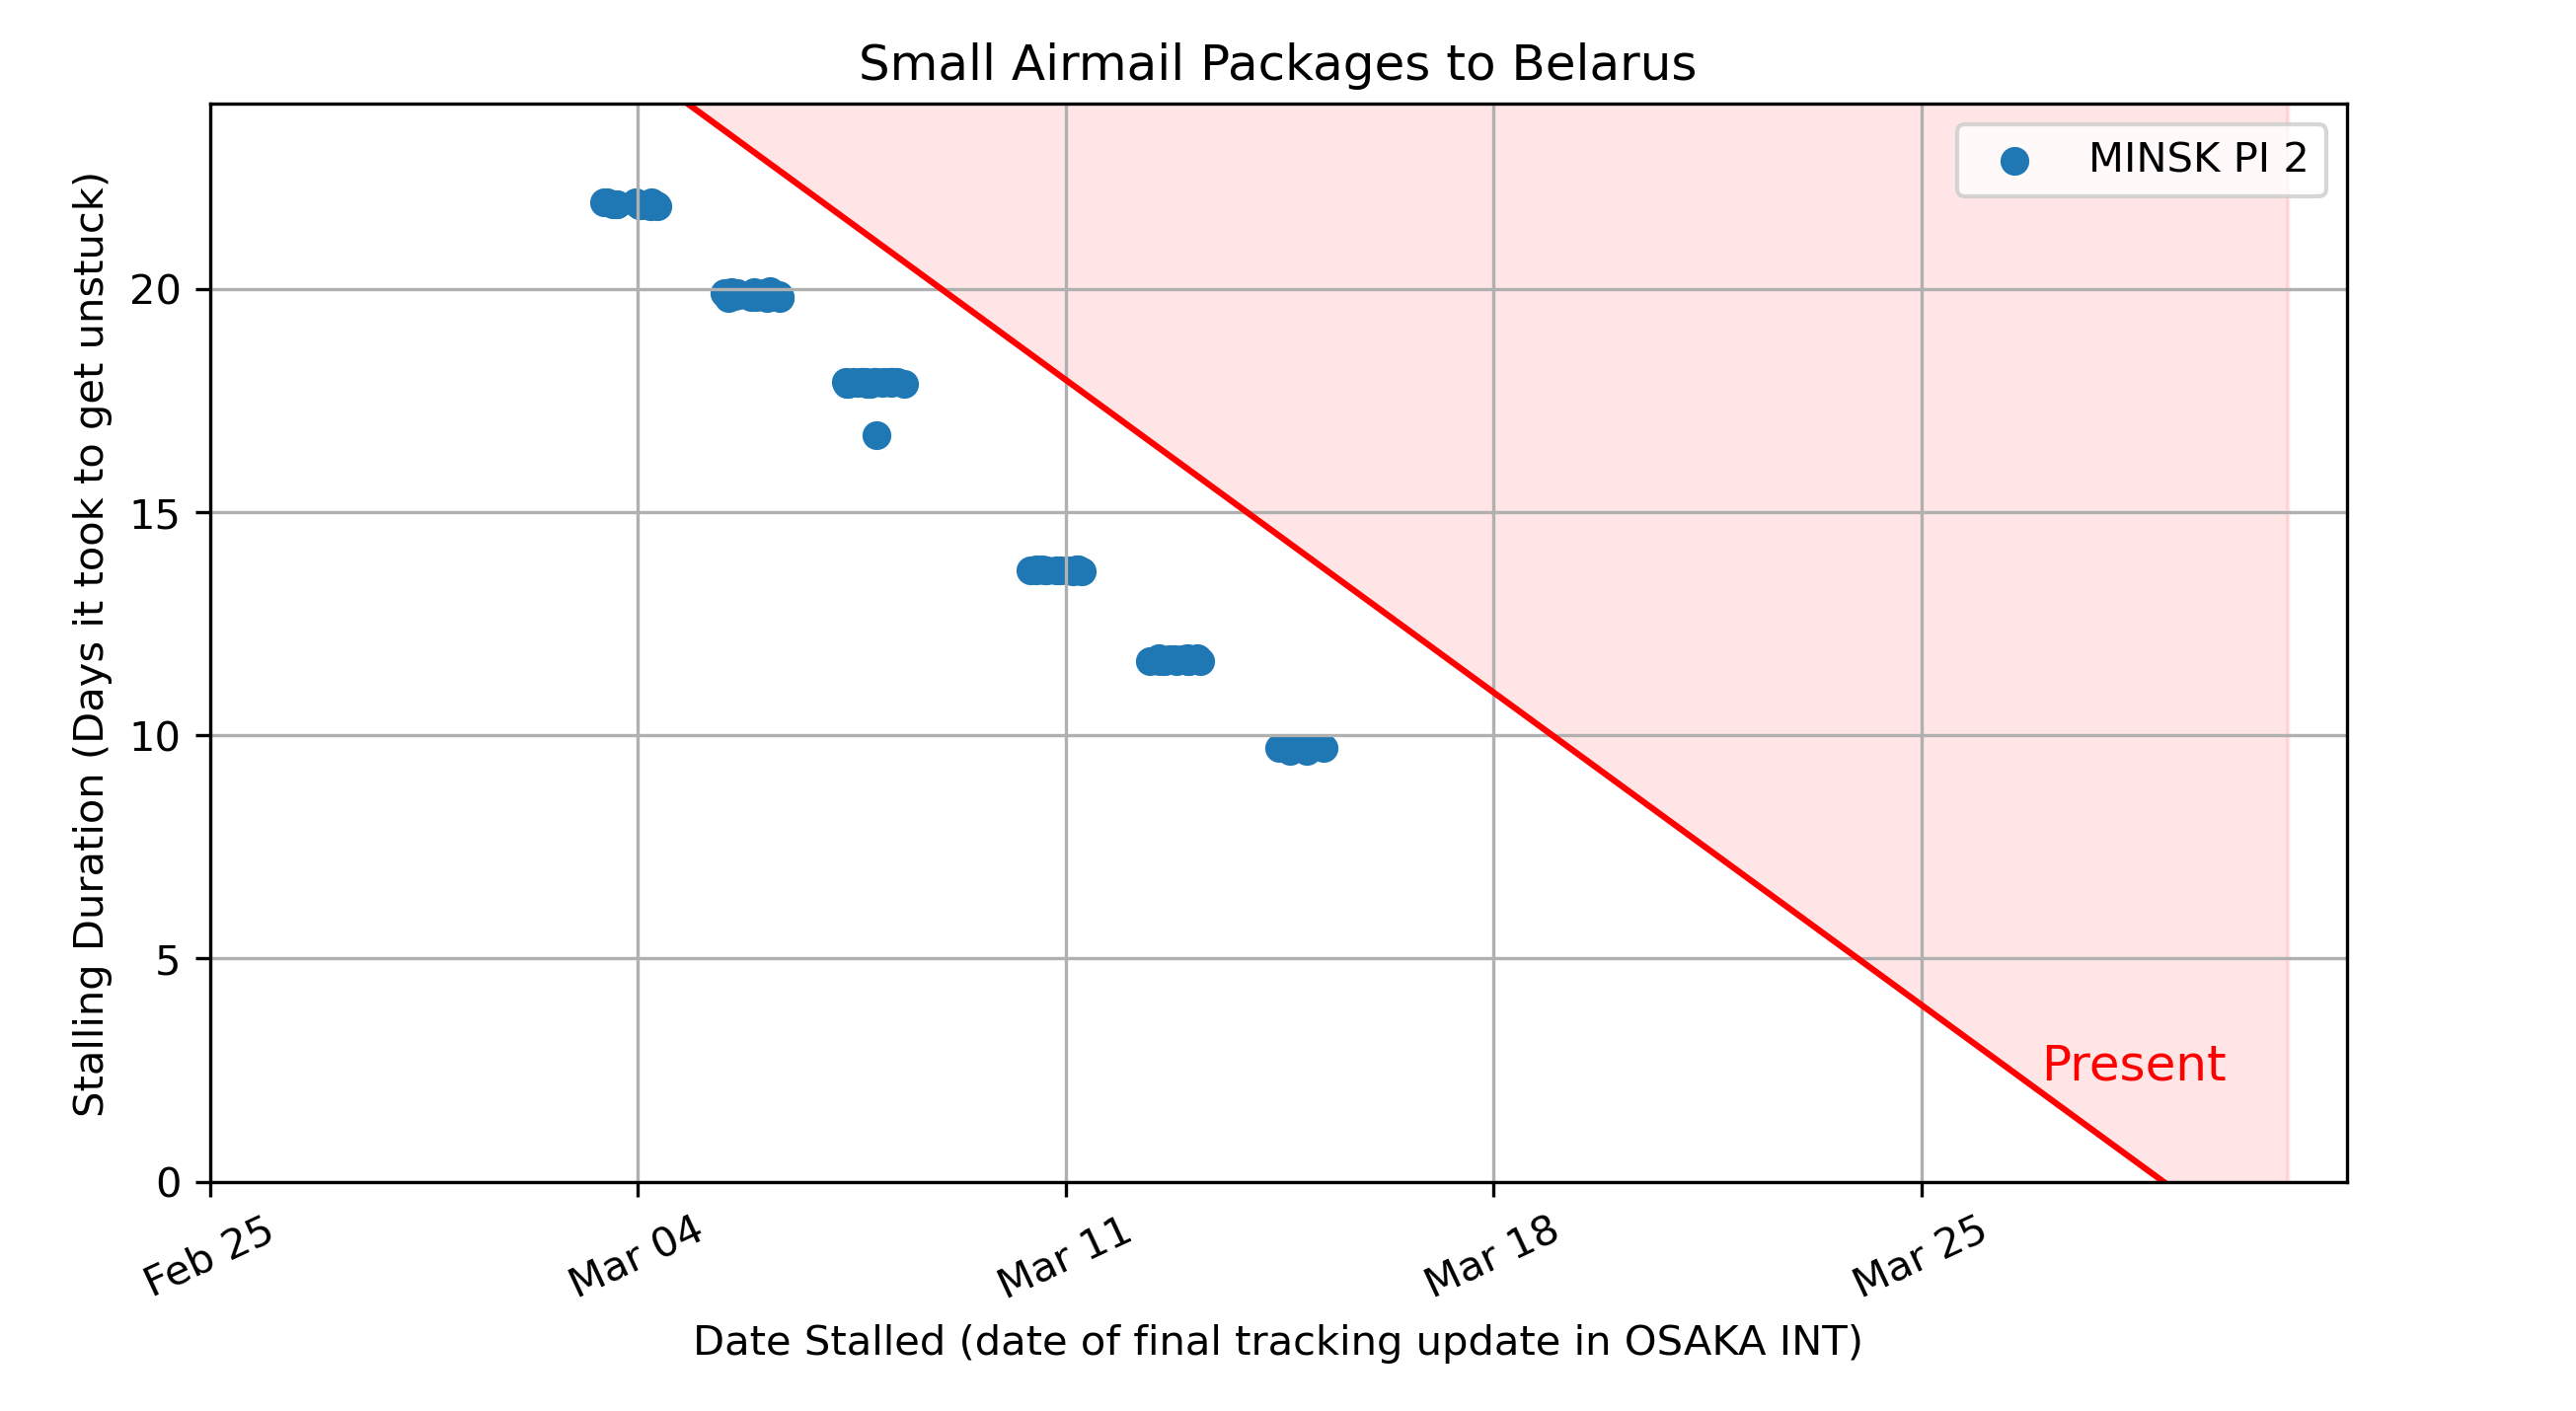 Small Airmail Packages to Belarus
MINSK PI 2
Stalling Duration (Days it took to get unstuck)
20
15
10
5
0
Present
Feb 25
Mar 04
Mar 11
Mar 18
Mar 25
Date Stalled (date of final tracking update in OSAKA INT)